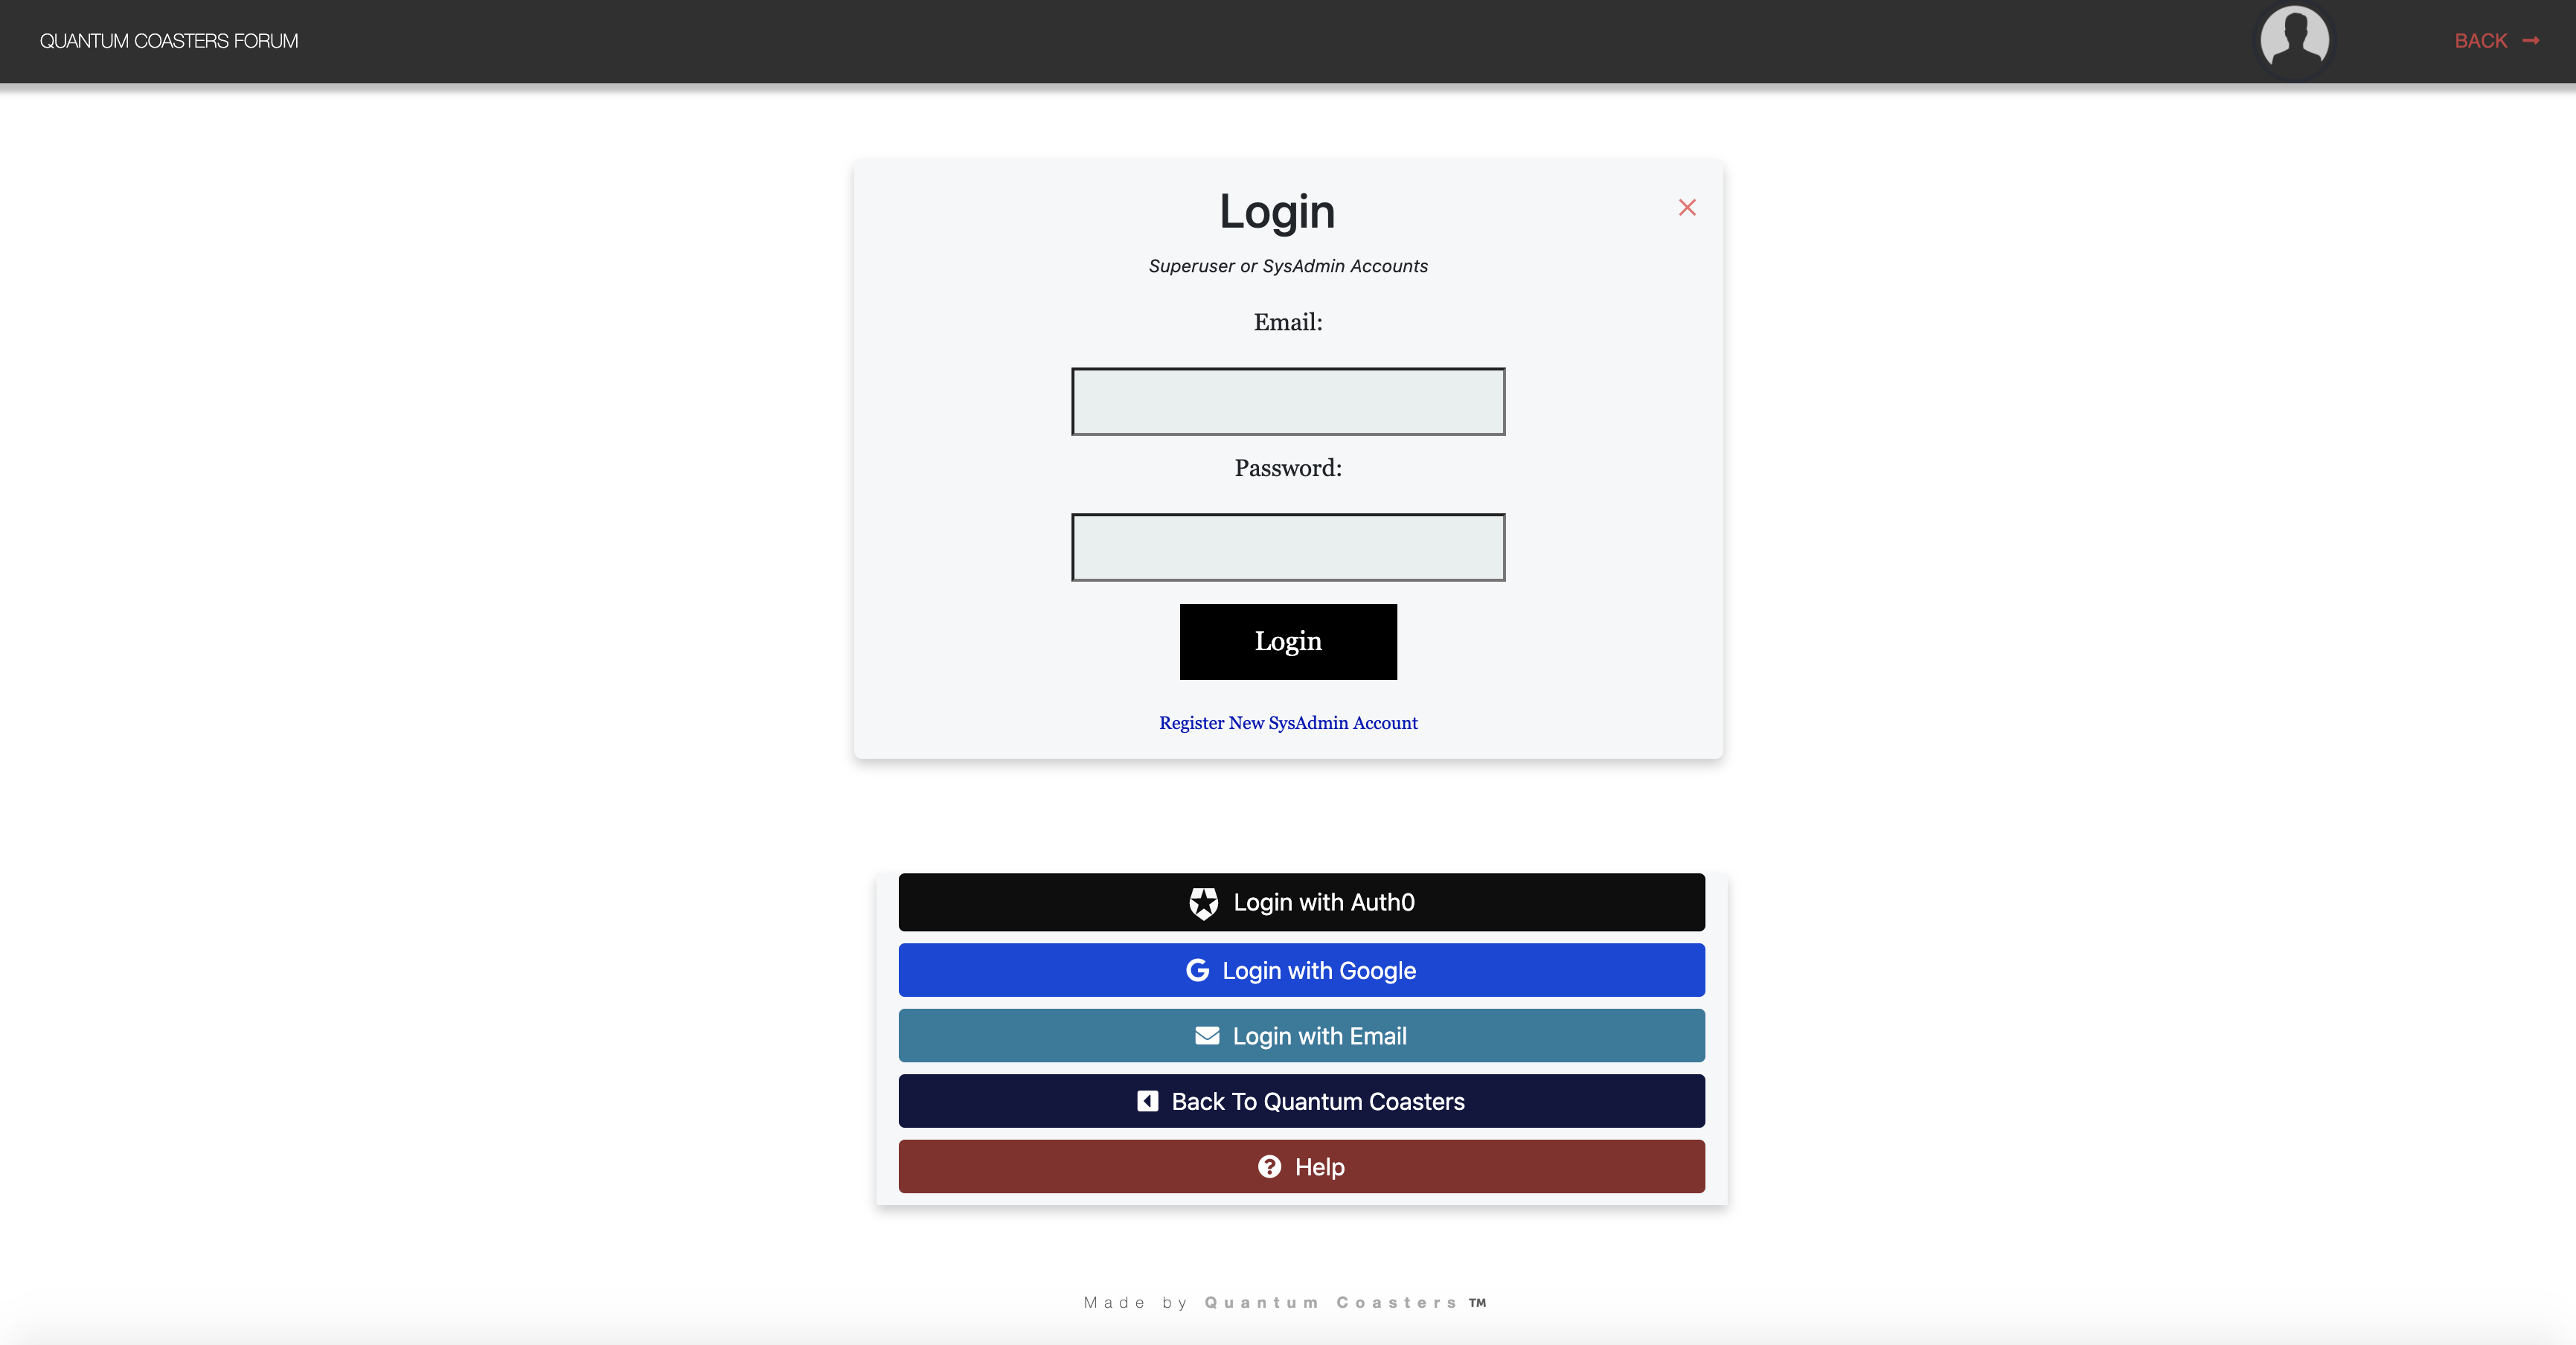 QUANTUM COASTERS FORUM
BACK →
Login
Superuser or SysAdmin Accounts
Email:
Password:
Login
Register New SysAdmin Account
Login with Auth0
Login with Google
Login with Email
Back To Quantum Coasters
Help
Made by Quantum Coasters ™